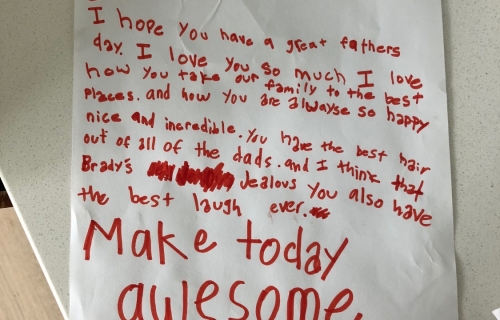 I hope you have a great fathers
day. I love you so much I love
how you take our family to the best
places. and how you are alwayse so happy
nice and incredible. You have the best hair
out of all of the dads. and I think that
Brady's Jealous you also have
the best laugh ever.
Make today
awesome